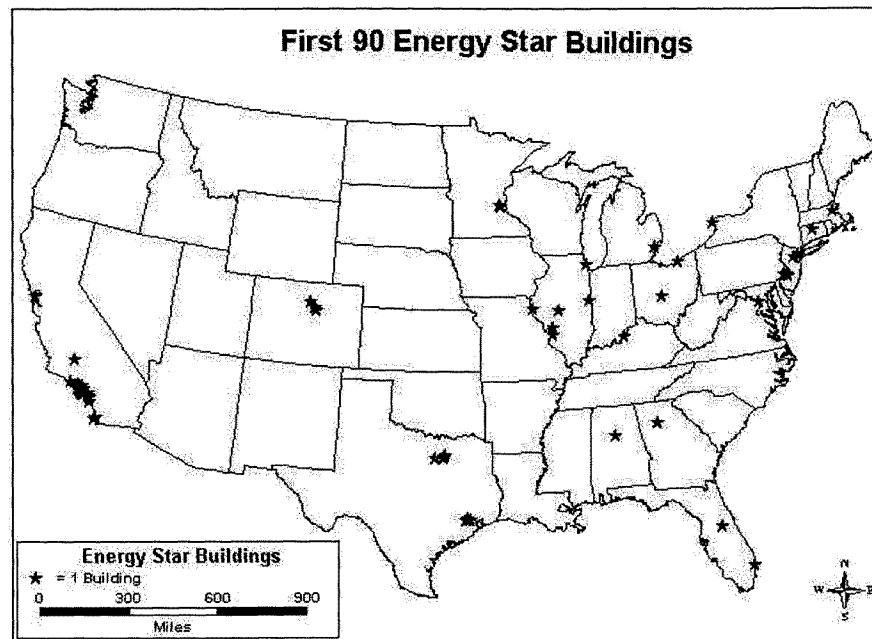 First 90 Energy Star Buildings
Energy Star Buildings
★ = 1 Building
0 300 600 900
Miles
N
W E
S